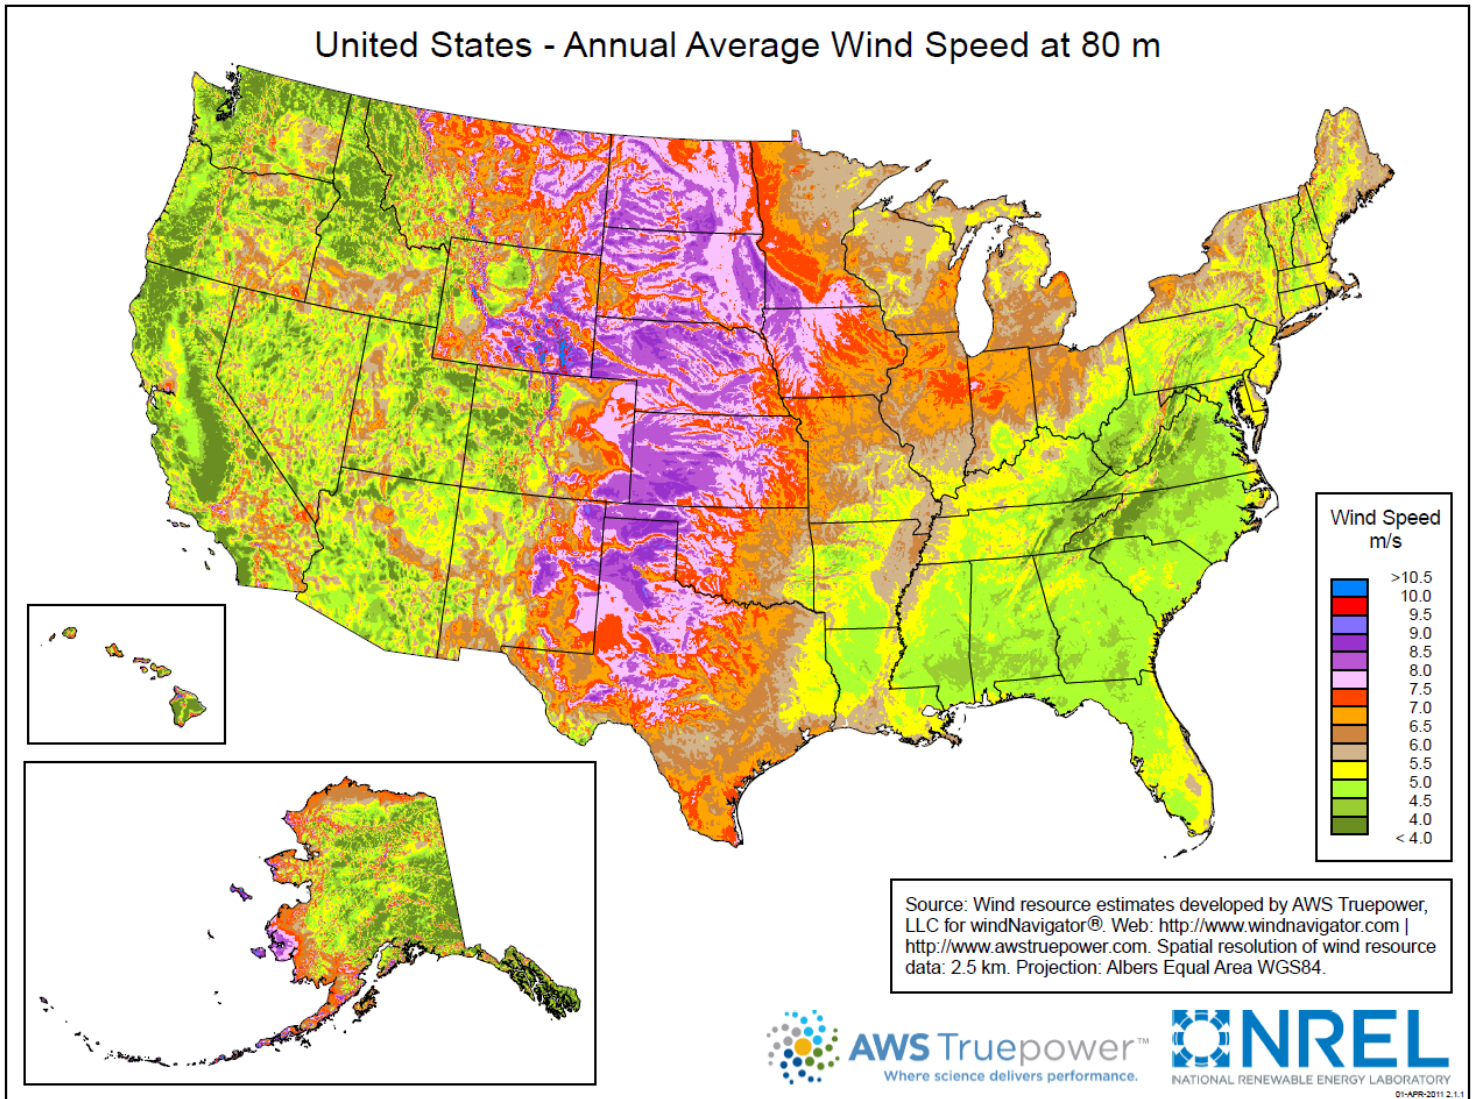 United States - Annual Average Wind Speed at 80 m
Wind Speed
m/s
>10.5
10.0
9.5
9.0
8.5
8.0
7.5
7.0
6.5
6.0
5.5
5.0
4.5
4.0
< 4.0
Source: Wind resource estimates developed by AWS Truepower,
LLC for windNavigator®. Web: http://www.windnavigator.com |
http://www.awstruepower.com. Spatial resolution of wind resource
data: 2.5 km. Projection: Albers Equal Area WGS84.
AWS Truepower™
Where science delivers performance.
NREL
NATIONAL RENEWABLE ENERGY LABORATORY
01-APR-2011 2.1.1